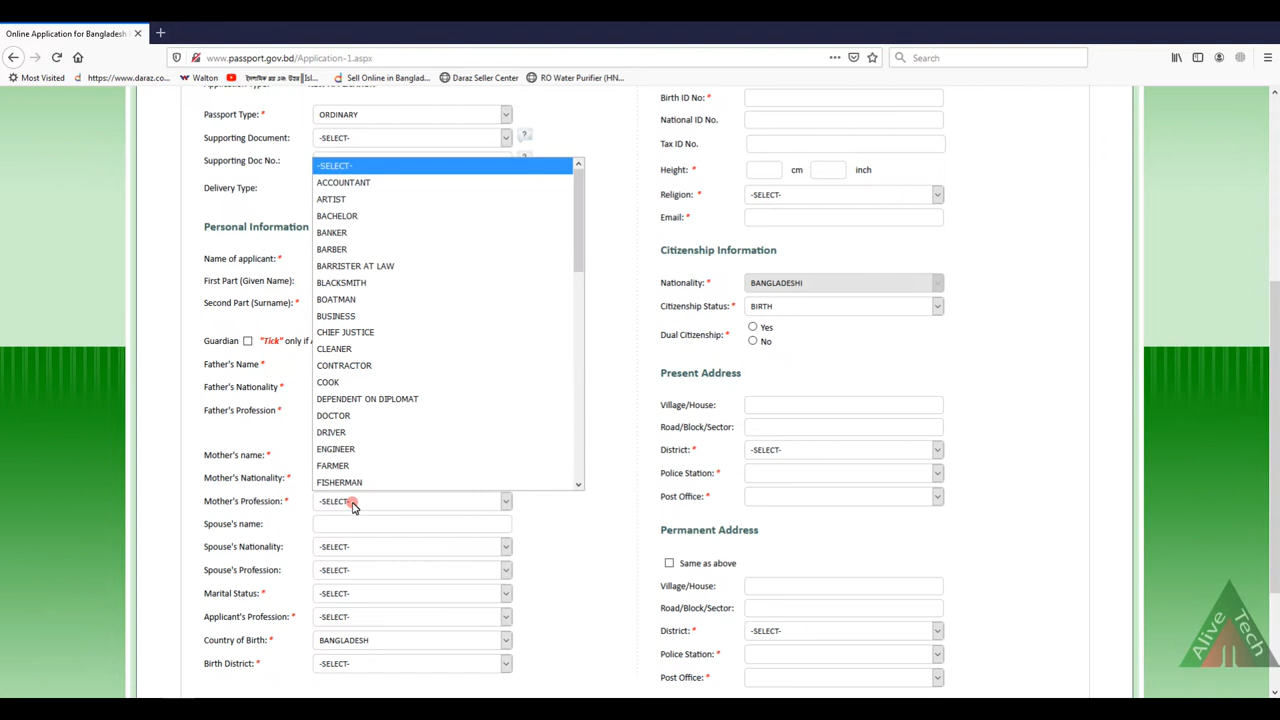 Online Application for Bangladesh
www.passport.gov.bd/Application-1.aspx
Search
Most Visited
https://www.daraz.co...
Walton
Sell Online in Banglad...
Daraz Seller Center
RO Water Purifier (HN...
Passport Type: * ORDINARY
Supporting Document: -SELECT-
Supporting Doc No.:
Delivery Type:
-SELECT-
ACCOUNTANT
ARTIST
BACHELOR
BANKER
BARBER
BARRISTER AT LAW
BLACKSMITH
BOATMAN
BUSINESS
CHIEF JUSTICE
CLEANER
CONTRACTOR
COOK
DEPENDENT ON DIPLOMAT
DOCTOR
DRIVER
ENGINEER
FARMER
FISHERMAN
Personal Information
Name of applicant: *
First Part (Given Name):
Second Part (Surname): *
Guardian "Tick" only if
Father's Name *
Father's Nationality *
Father's Profession *
Mother's name: *
Mother's Nationality: *
Mother's Profession: * -SELECT-
Spouse's name:
Spouse's Nationality: -SELECT-
Spouse's Profession: -SELECT-
Marital Status: * -SELECT-
Applicant's Profession: * -SELECT-
Country of Birth: * BANGLADESH
Birth District: * -SELECT-
Birth ID No: *
National ID No.
Tax ID No.
Height: * cm inch
Religion: * -SELECT-
Email: *
Citizenship Information
Nationality: * BANGLADESHI
Citizenship Status: * BIRTH
Dual Citizenship: * Yes
No
Present Address
Village/House:
Road/Block/Sector:
District: * -SELECT-
Police Station: *
Post Office: *
Permanent Address
Same as above
Village/House:
Road/Block/Sector:
District: * -SELECT-
Police Station: *
Post Office: *
Alive Tech